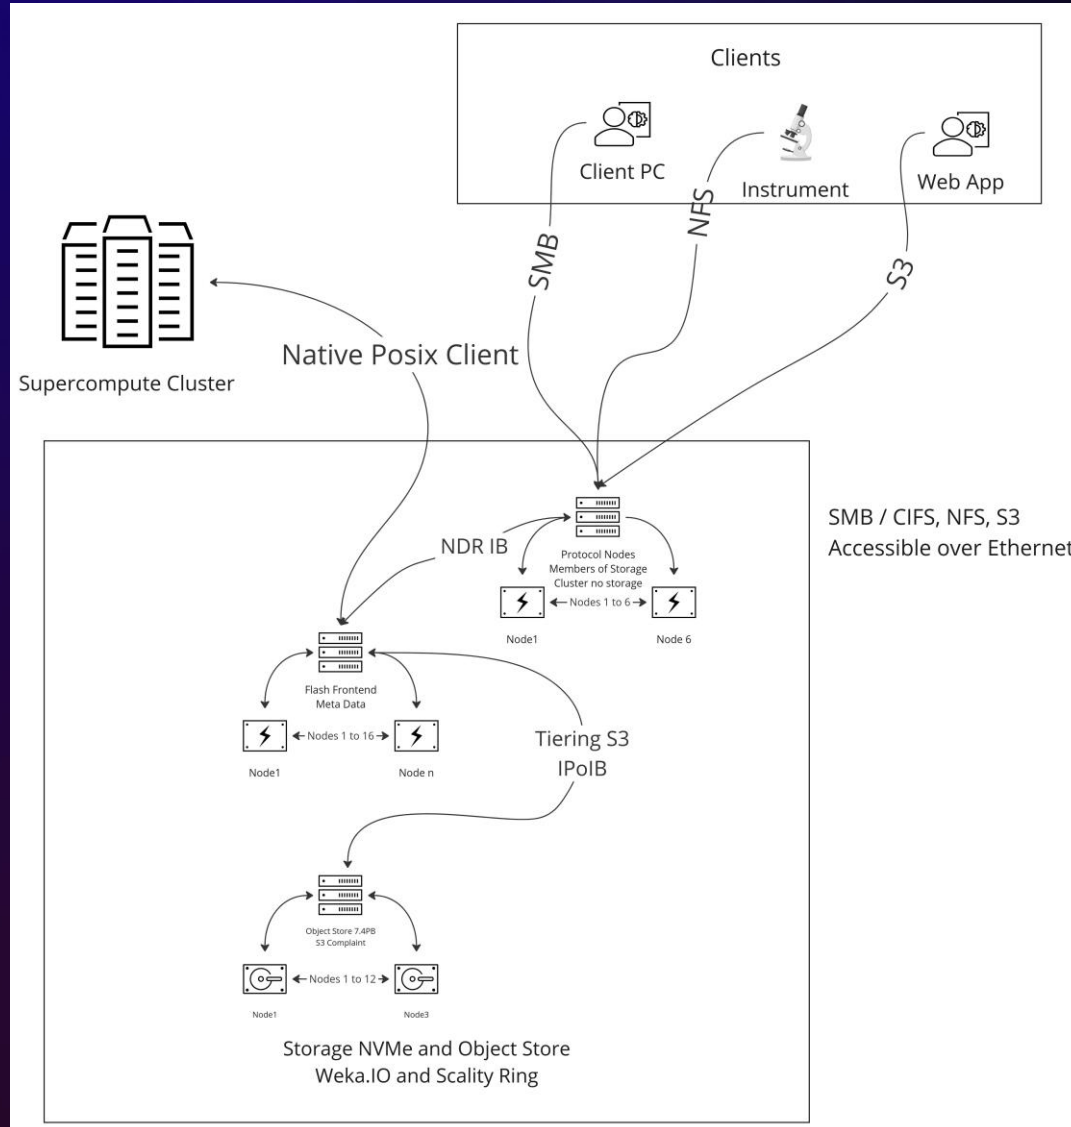 Clients
Client PC
Instrument
Web App
SMB
NFS
S3
Supercompute Cluster
Native Posix Client
SMB / CIFS, NFS, S3
Accessible over Ethernet
NDR IB
Protocol Nodes
Members of Storage
Cluster no storage
Nodes 1 to 6
Node1
Node 6
Flash Frontend
Meta Data
Nodes 1 to 16
Node1
Node n
Tiering S3
IPoIB
Object Store 7.4PB
S3 Complaint
Nodes 1 to 12
Node1
Node3
Storage NVMe and Object Store
Weka.IO and Scality Ring